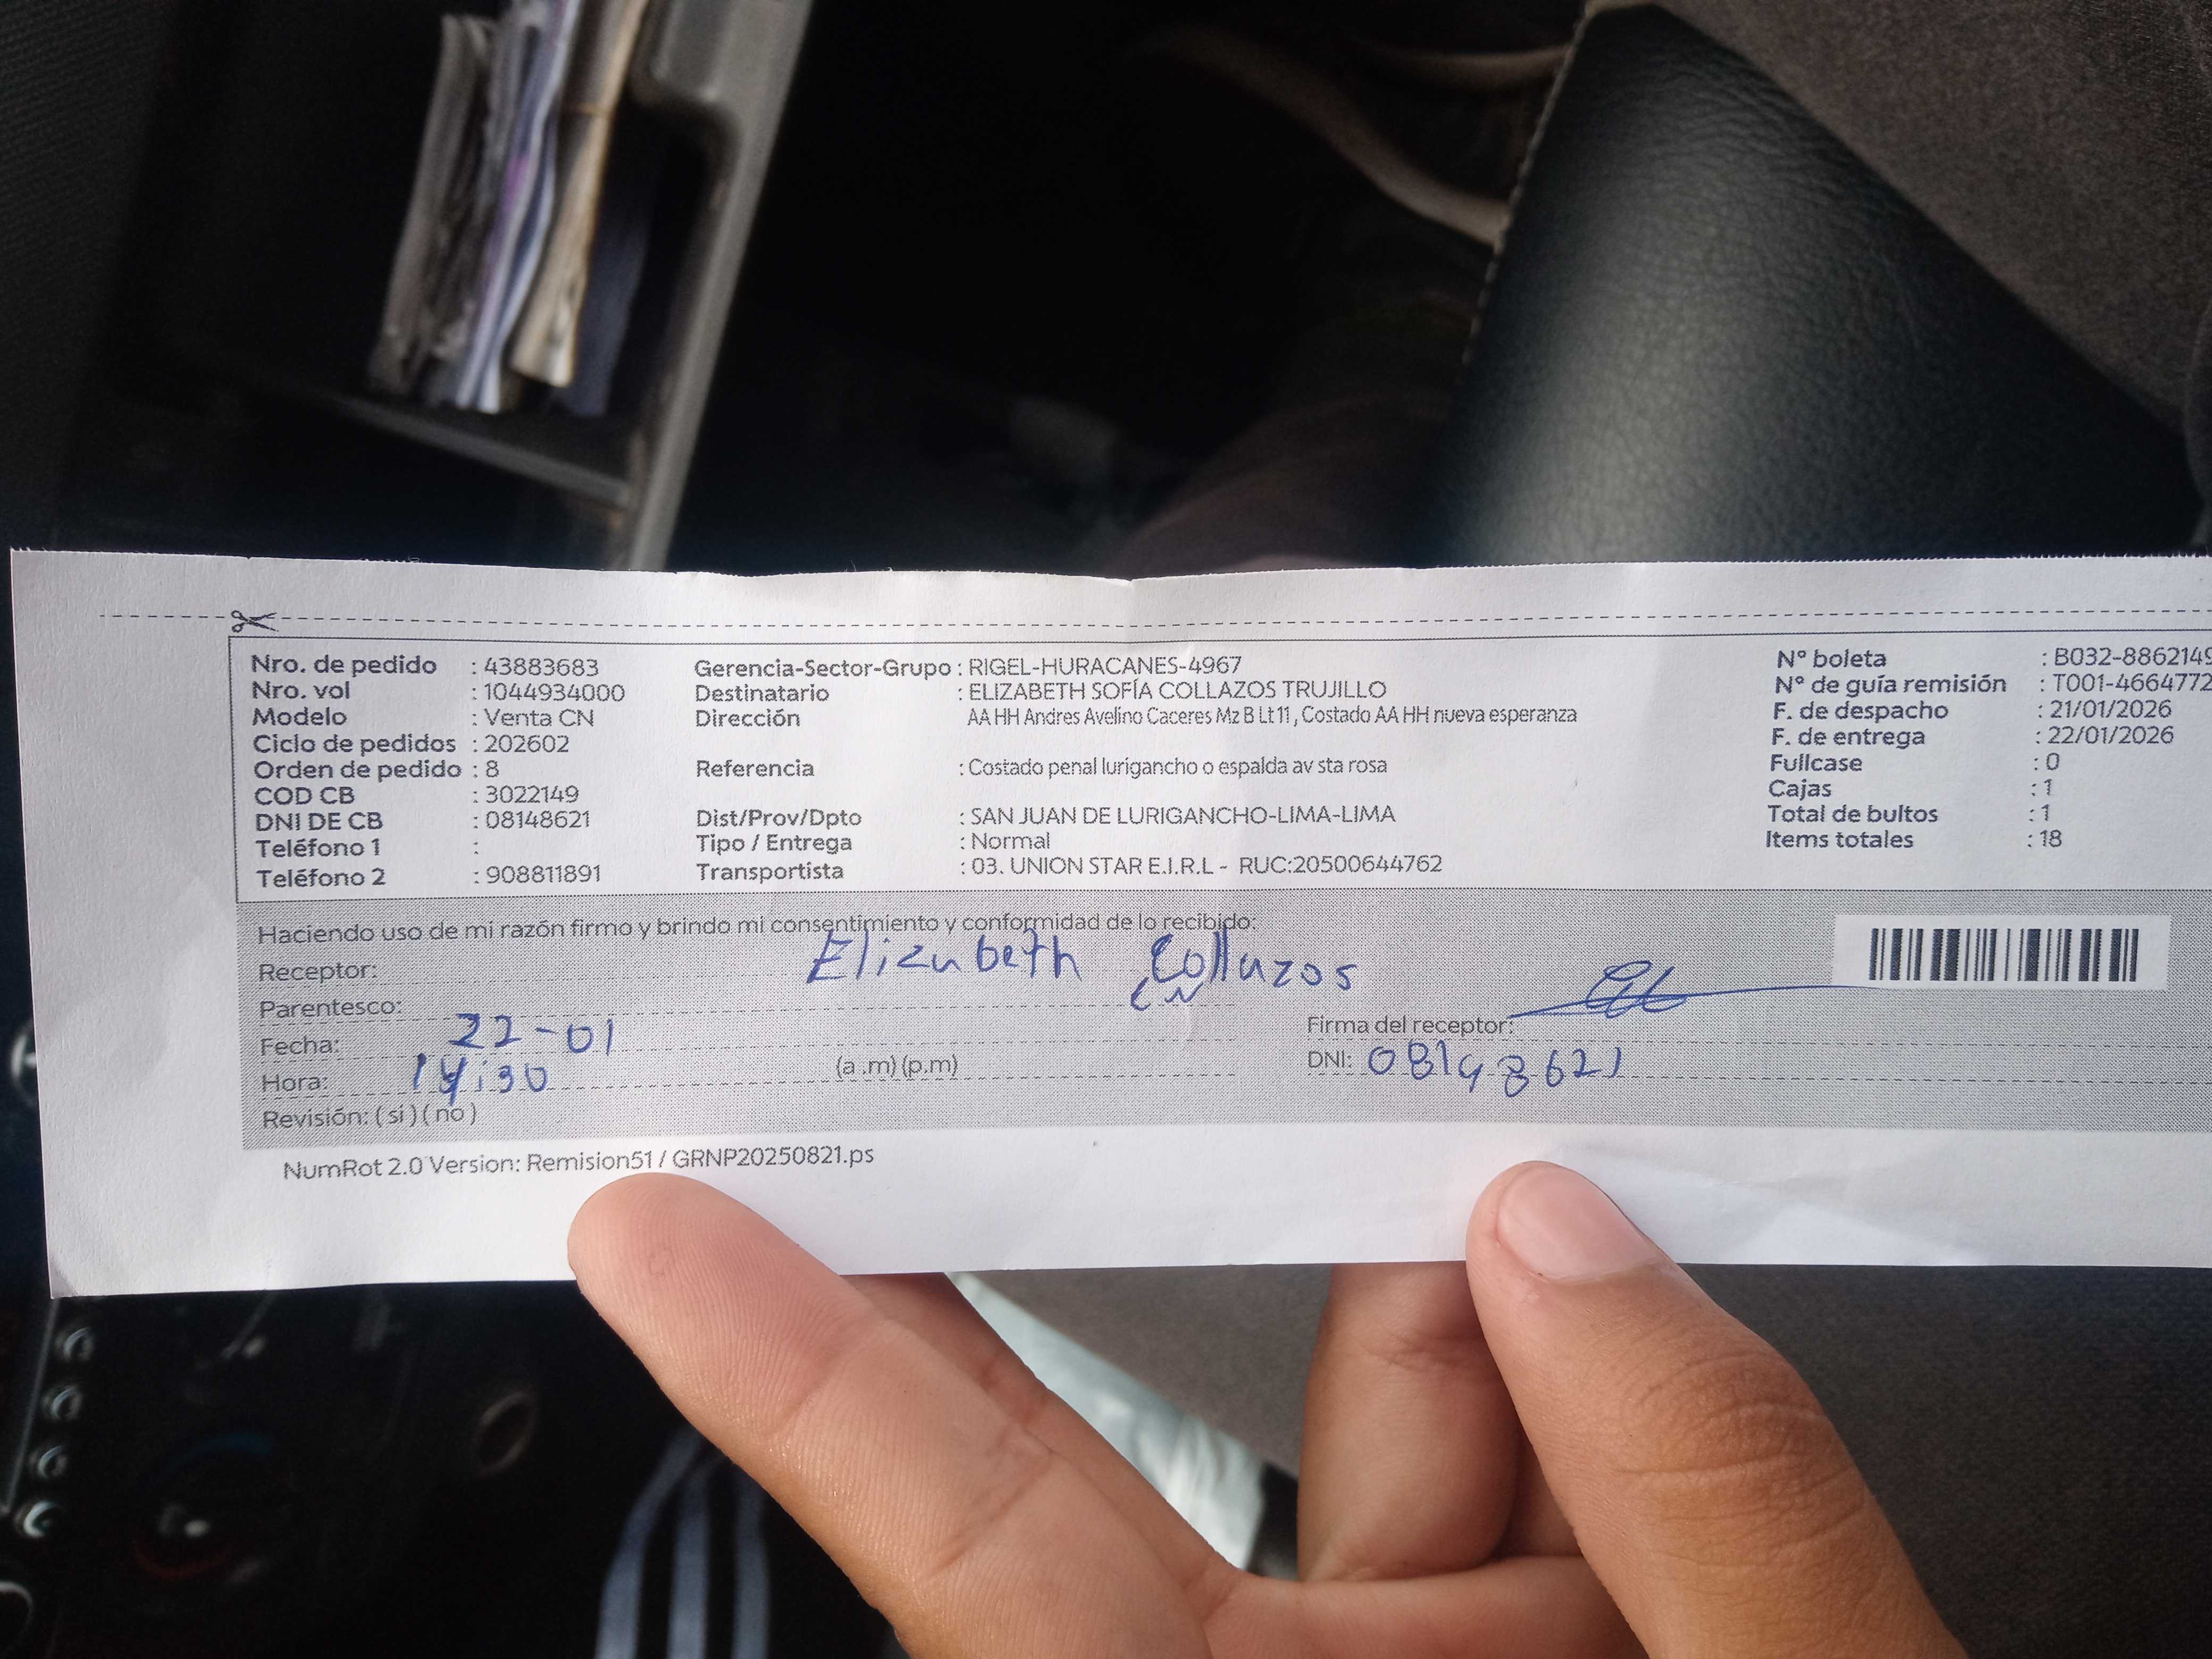 Nro. de pedido : 43883683
Nro. vol : 1044934000
Modelo : Venta CN
Ciclo de pedidos : 202602
Orden de pedido : 8
COD CB : 3022149
DNI DE CB : 08148621
Teléfono 1 :
Teléfono 2 : 908811891
Gerencia-Sector-Grupo : RIGEL-HURACANES-4967
Destinatario : ELIZABETH SOFÍA COLLAZOS TRUJILLO
Dirección AA HH Andres Avelino Caceres Mz B Lt 11 , Costado AA HH nueva esperanza
Referencia : Costado penal lurigancho o espalda av sta rosa
Dist/Prov/Dpto : SAN JUAN DE LURIGANCHO-LIMA-LIMA
Tipo / Entrega : Normal
Transportista : 03. UNION STAR E.I.R.L - RUC:20500644762
N° boleta : B032-8862149
N° de guía remisión : T001-4664772
F. de despacho : 21/01/2026
F. de entrega : 22/01/2026
Fullcase : 0
Cajas : 1
Total de bultos : 1
Items totales : 18
Haciendo uso de mi razón firmo y brindo mi consentimiento y conformidad de lo recibido:
Receptor: Elizabeth Collazos
Parentesco: CN
Fecha: 22-01
Hora: 14:30 (a .m) (p.m)
Revisión: ( si ) ( no )
Firma del receptor:
DNI: 08148621
NumRot 2.0 Version: Remision51 / GRNP20250821.ps